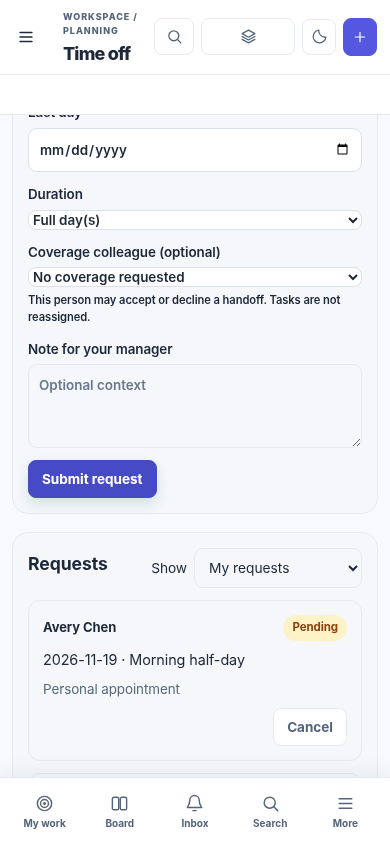 WORKSPACE /
PLANNING
Time off
Last day
mm/dd/yyyy
Duration
Full day(s)
Coverage colleague (optional)
No coverage requested
This person may accept or decline a handoff. Tasks are not
reassigned.
Note for your manager
Optional context
Submit request
Requests
Show
My requests
Avery Chen
Pending
2026-11-19 · Morning half-day
Personal appointment
Cancel
My work
Board
Inbox
Search
More